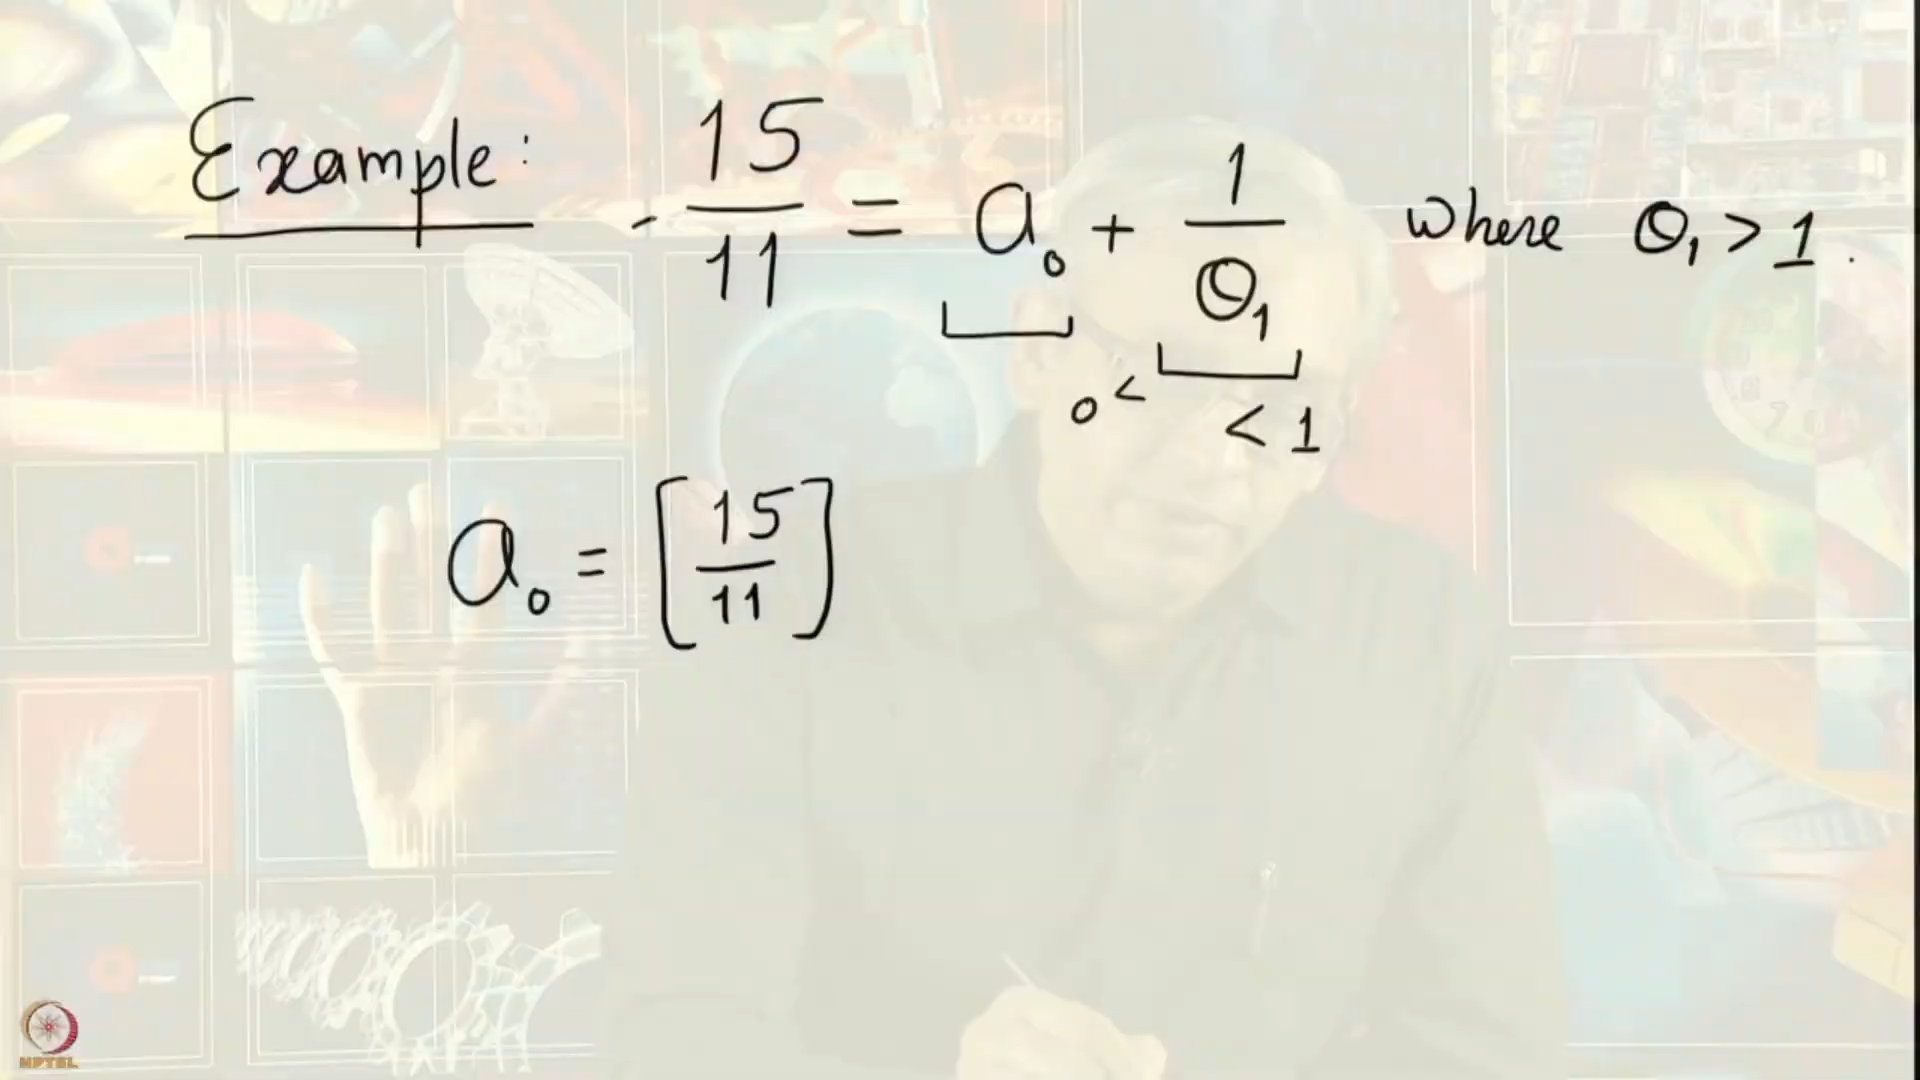 Example: - 15/11 = a₀ + 1/θ₁ where θ₁ > 1.
0 < < 1
a₀ = [15/11]
NPTEL